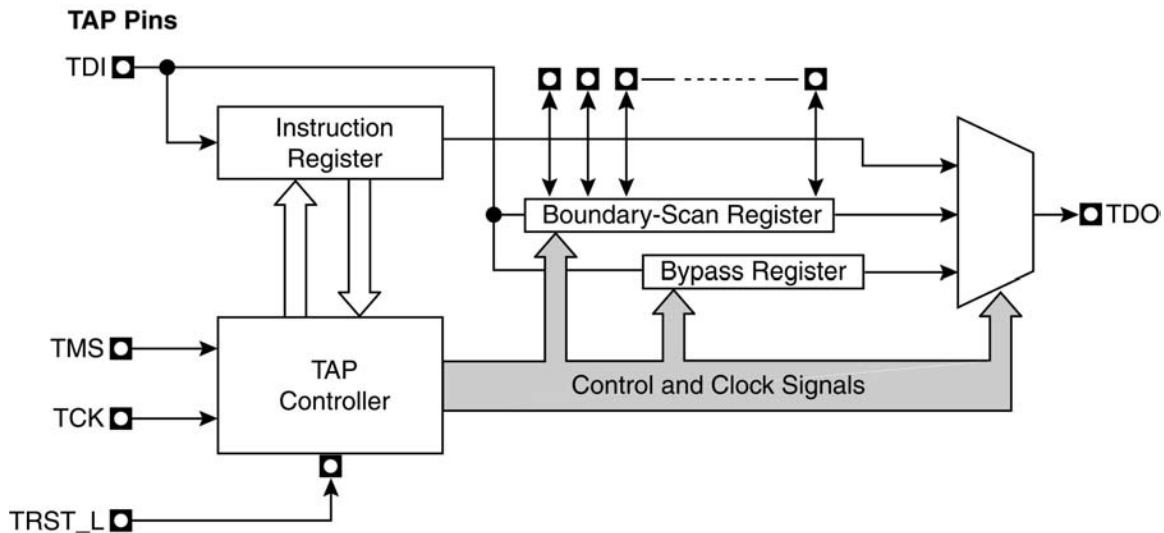 TAP Pins
TDI
Instruction
Register
Boundary-Scan Register
TDO
Bypass Register
TMS
TAP
Controller
Control and Clock Signals
TCK
TRST_L